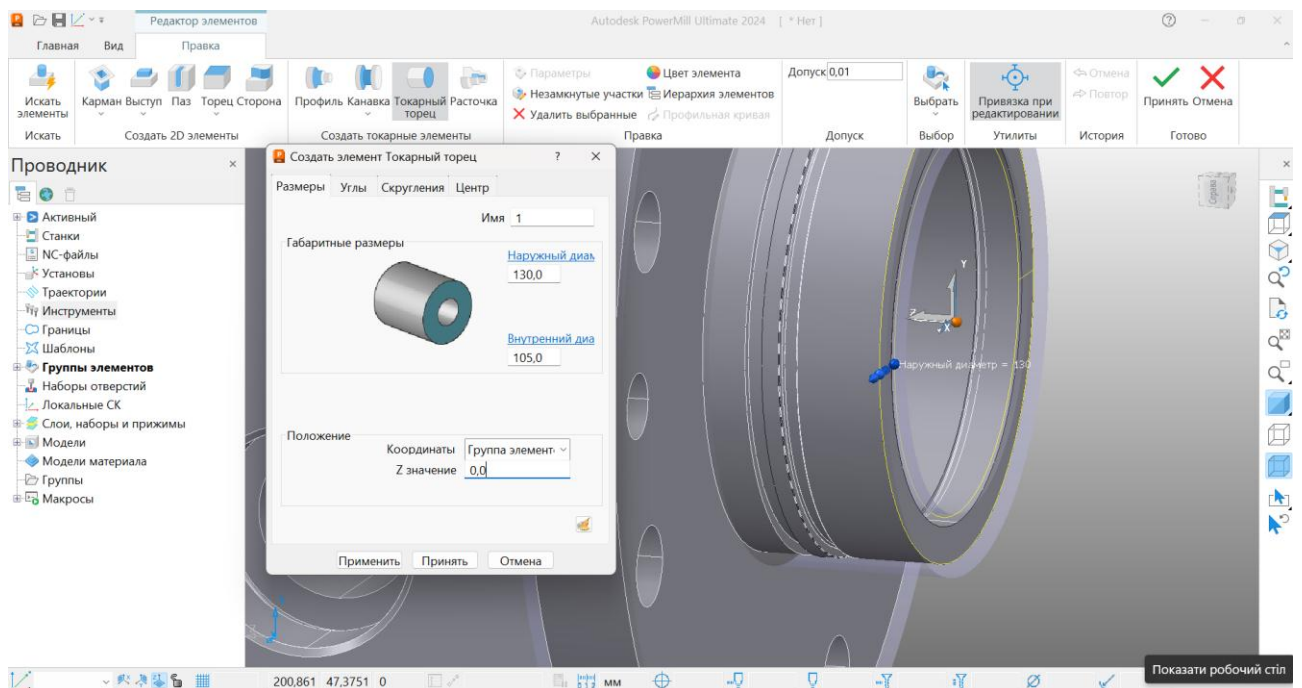 Редактор элементов
Autodesk PowerMill Ultimate 2024 [ * Нет ]
Главная Вид Правка
Искать элементы
Карман Выступ Паз Торец Сторона
Профиль Канавка Токарный торец Расточка
Параметры
Цвет элемента
Незамкнутые участки
Иерархия элементов
Удалить выбранные
Профильная кривая
Допуск 0,01
Выбрать
Привязка при редактировании
Отмена
Повтор
Принять Отмена
Искать Создать 2D элементы Создать токарные элементы Правка Допуск Выбор Утилиты История Готово
Проводник
Активный
Станки
NC-файлы
Установы
Траектории
Инструменты
Границы
Шаблоны
Группы элементов
Наборы отверстий
Локальные СК
Слои, наборы и прижимы
Модели
Модели материала
Группы
Макросы
Создать элемент Токарный торец
Размеры Углы Скругления Центр
Имя 1
Габаритные размеры
Наружный диам
130,0
Внутренний диа
105,0
Положение
Координаты Группа элемент
Z значение 0,0
Применить Принять Отмена
Справа
Y
Z
X
Наружный диаметр = 130
200,861 47,3751 0
мм
Показати робочий стіл